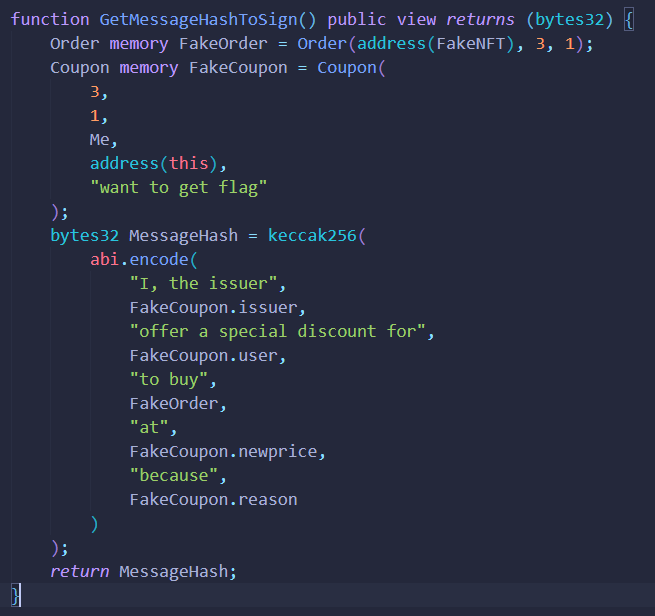 function GetMessageHashToSign() public view returns (bytes32) {
    Order memory FakeOrder = Order(address(FakeNFT), 3, 1);
    Coupon memory FakeCoupon = Coupon(
        3,
        1,
        Me,
        address(this),
        "want to get flag"
    );
    bytes32 MessageHash = keccak256(
        abi.encode(
            "I, the issuer",
            FakeCoupon.issuer,
            "offer a special discount for",
            FakeCoupon.user,
            "to buy",
            FakeOrder,
            "at",
            FakeCoupon.newprice,
            "because",
            FakeCoupon.reason
        )
    );
    return MessageHash;
}